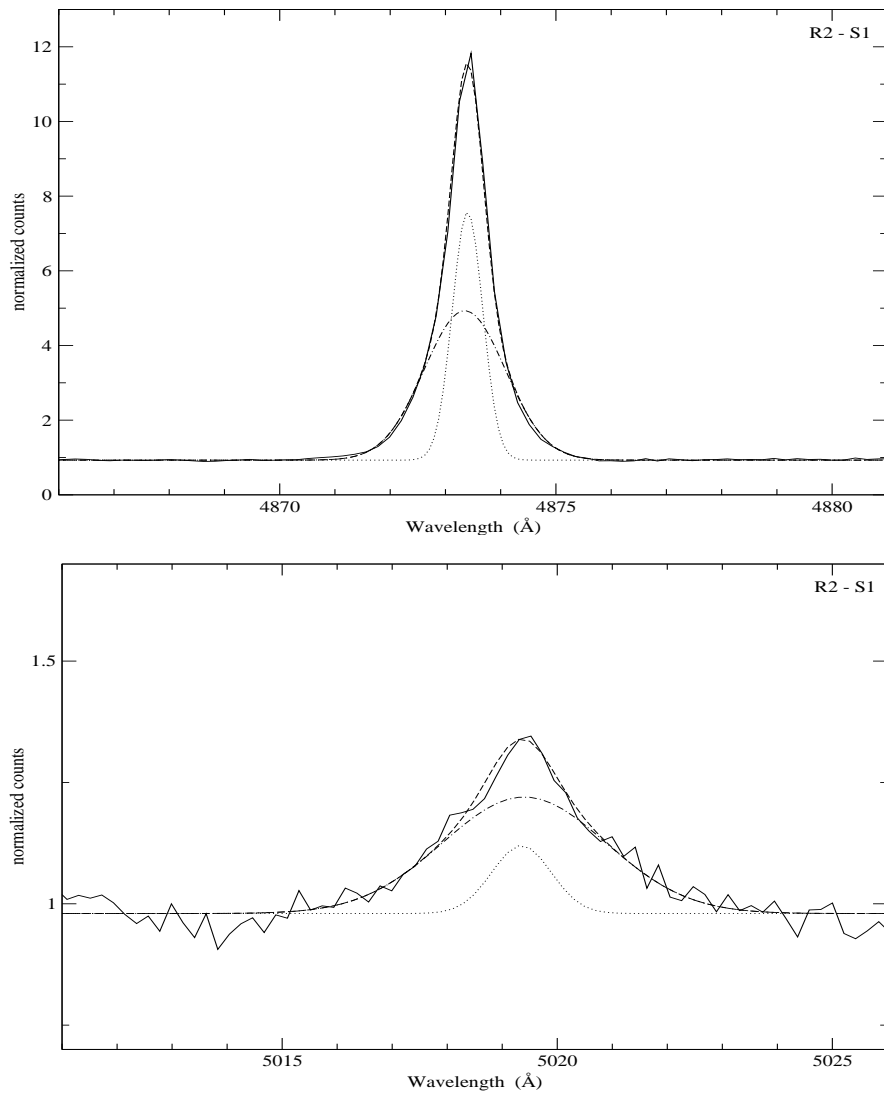 R2 - S1
12
10
8
6
4
2
0
normalized counts
4870
4875
4880
Wavelength (Å)
R2 - S1
1.5
1
normalized counts
5015
5020
5025
Wavelength (Å)